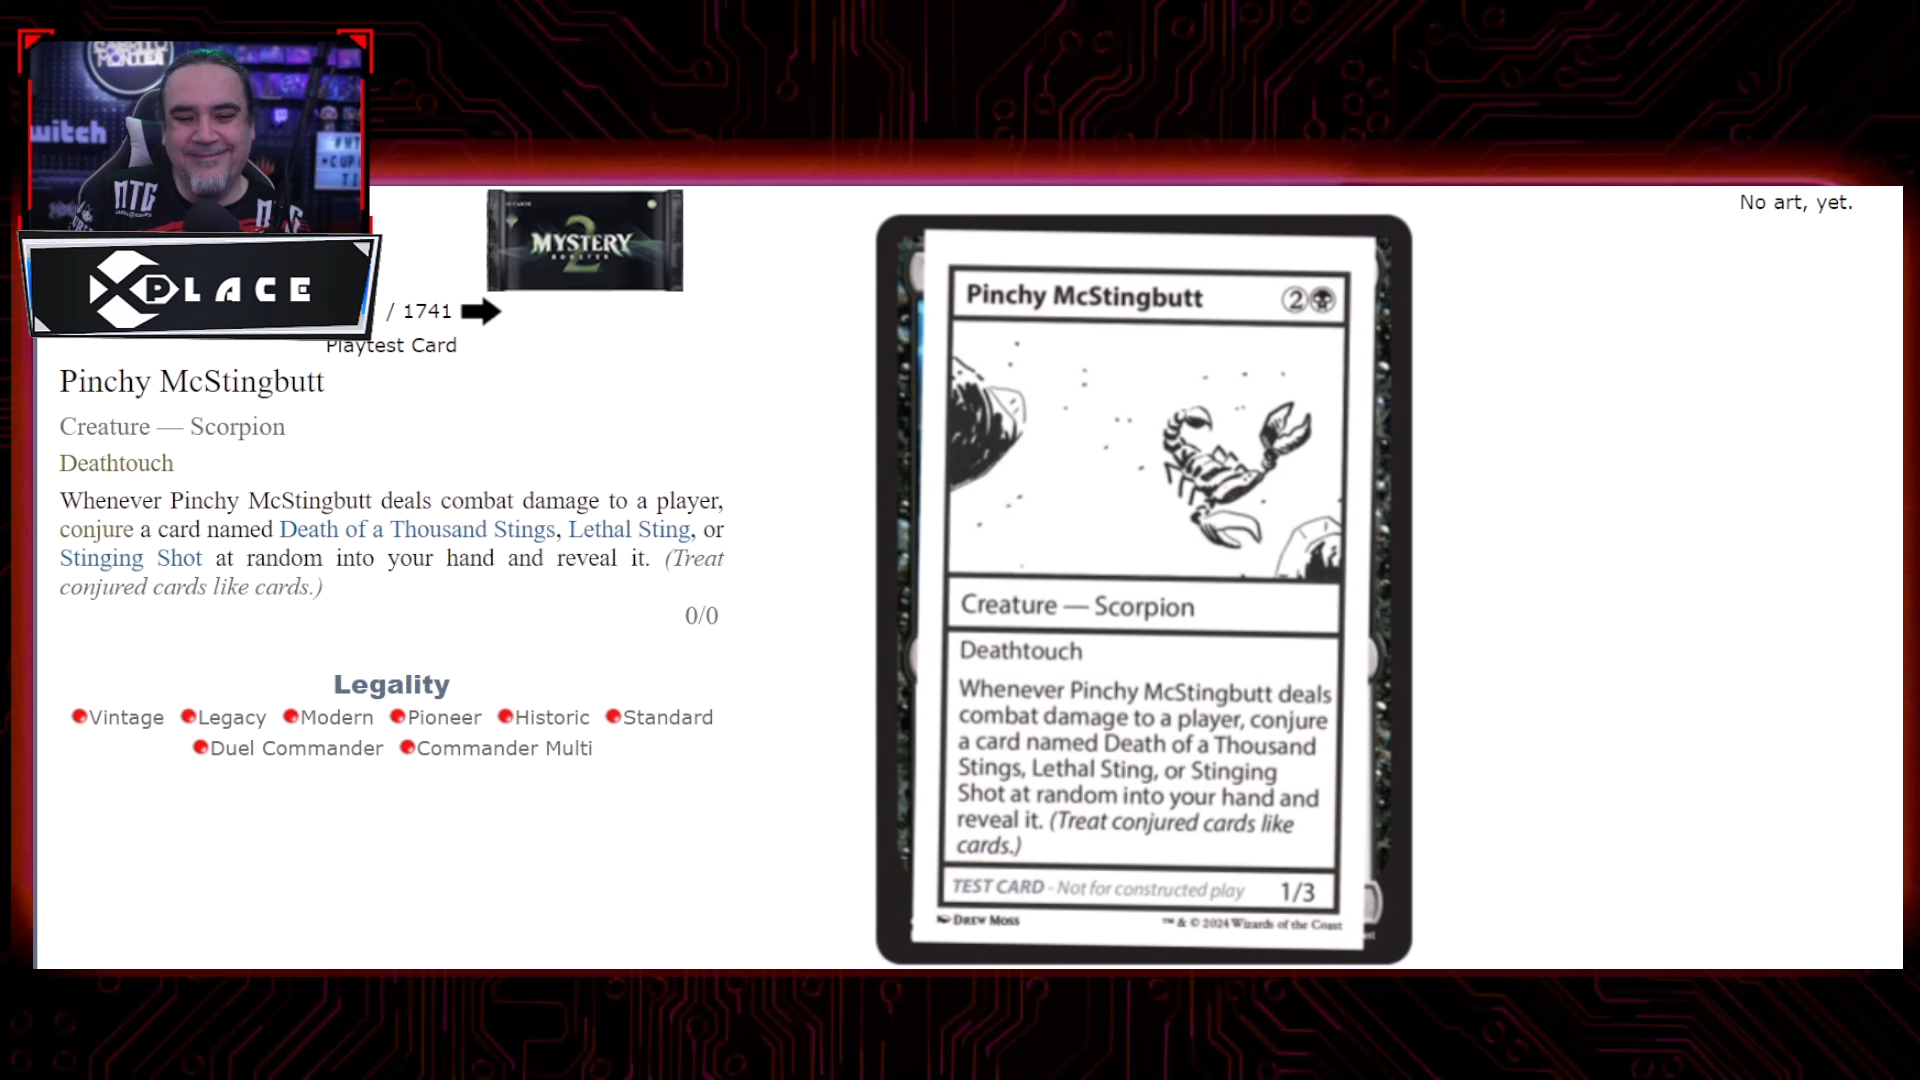 witch
MTG
XPLACE
MYSTERY
BOOSTER
2
/ 1741
Playtest Card
Pinchy McStingbutt
Creature — Scorpion
Deathtouch
Whenever Pinchy McStingbutt deals combat damage to a player,
conjure a card named Death of a Thousand Stings, Lethal Sting, or
Stinging Shot at random into your hand and reveal it. (Treat
conjured cards like cards.)
0/0
Legality
Vintage Legacy Modern Pioneer Historic Standard
Duel Commander Commander Multi
No art, yet.
Pinchy McStingbutt 2
Creature — Scorpion
Deathtouch
Whenever Pinchy McStingbutt deals
combat damage to a player, conjure
a card named Death of a Thousand
Stings, Lethal Sting, or Stinging
Shot at random into your hand and
reveal it. (Treat conjured cards like
cards.)
TEST CARD - Not for constructed play 1/3
DREW MOSS ™ & © 2024 Wizards of the Coast